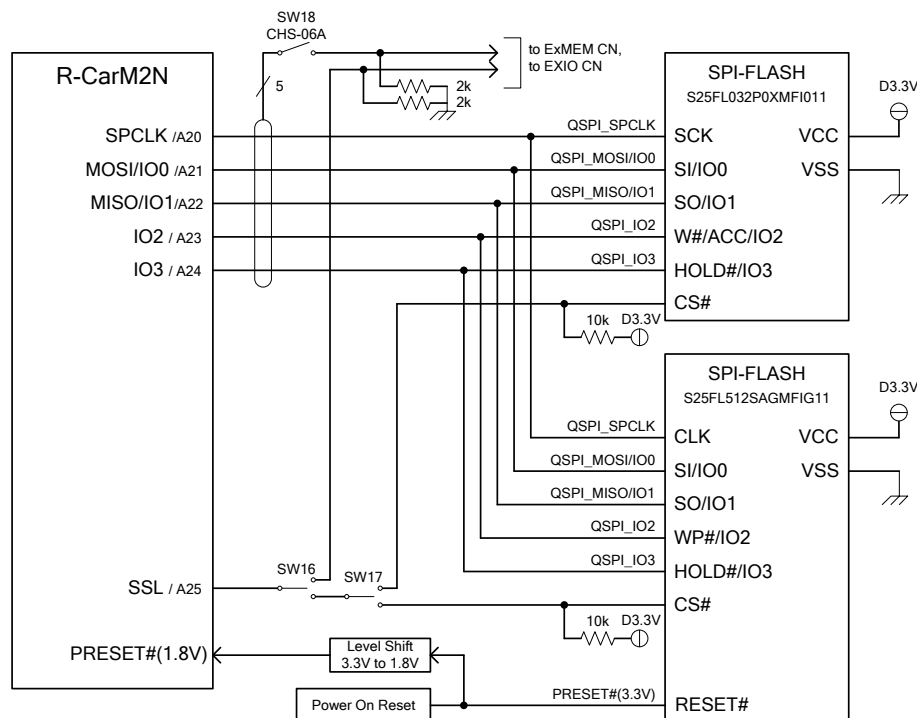 SW18
CHS-06A
to ExMEM CN,
to EXIO CN
R-CarM2N
5
2k
2k
SPI-FLASH
S25FL032P0XMFI011
D3.3V
SPCLK /A20
QSPI_SPCLK
SCK
VCC
MOSI/IO0 /A21
QSPI_MOSI/IO0
SI/IO0
VSS
MISO/IO1/A22
QSPI_MISO/IO1
SO/IO1
IO2 / A23
QSPI_IO2
W#/ACC/IO2
IO3 / A24
QSPI_IO3
HOLD#/IO3
CS#
10k
D3.3V
SPI-FLASH
S25FL512SAGMFIG11
D3.3V
QSPI_SPCLK
CLK
VCC
QSPI_MOSI/IO0
SI/IO0
VSS
QSPI_MISO/IO1
SO/IO1
QSPI_IO2
WP#/IO2
QSPI_IO3
HOLD#/IO3
SSL / A25
SW16
SW17
CS#
10k
D3.3V
PRESET#(1.8V)
Level Shift
3.3V to 1.8V
Power On Reset
PRESET#(3.3V)
RESET#